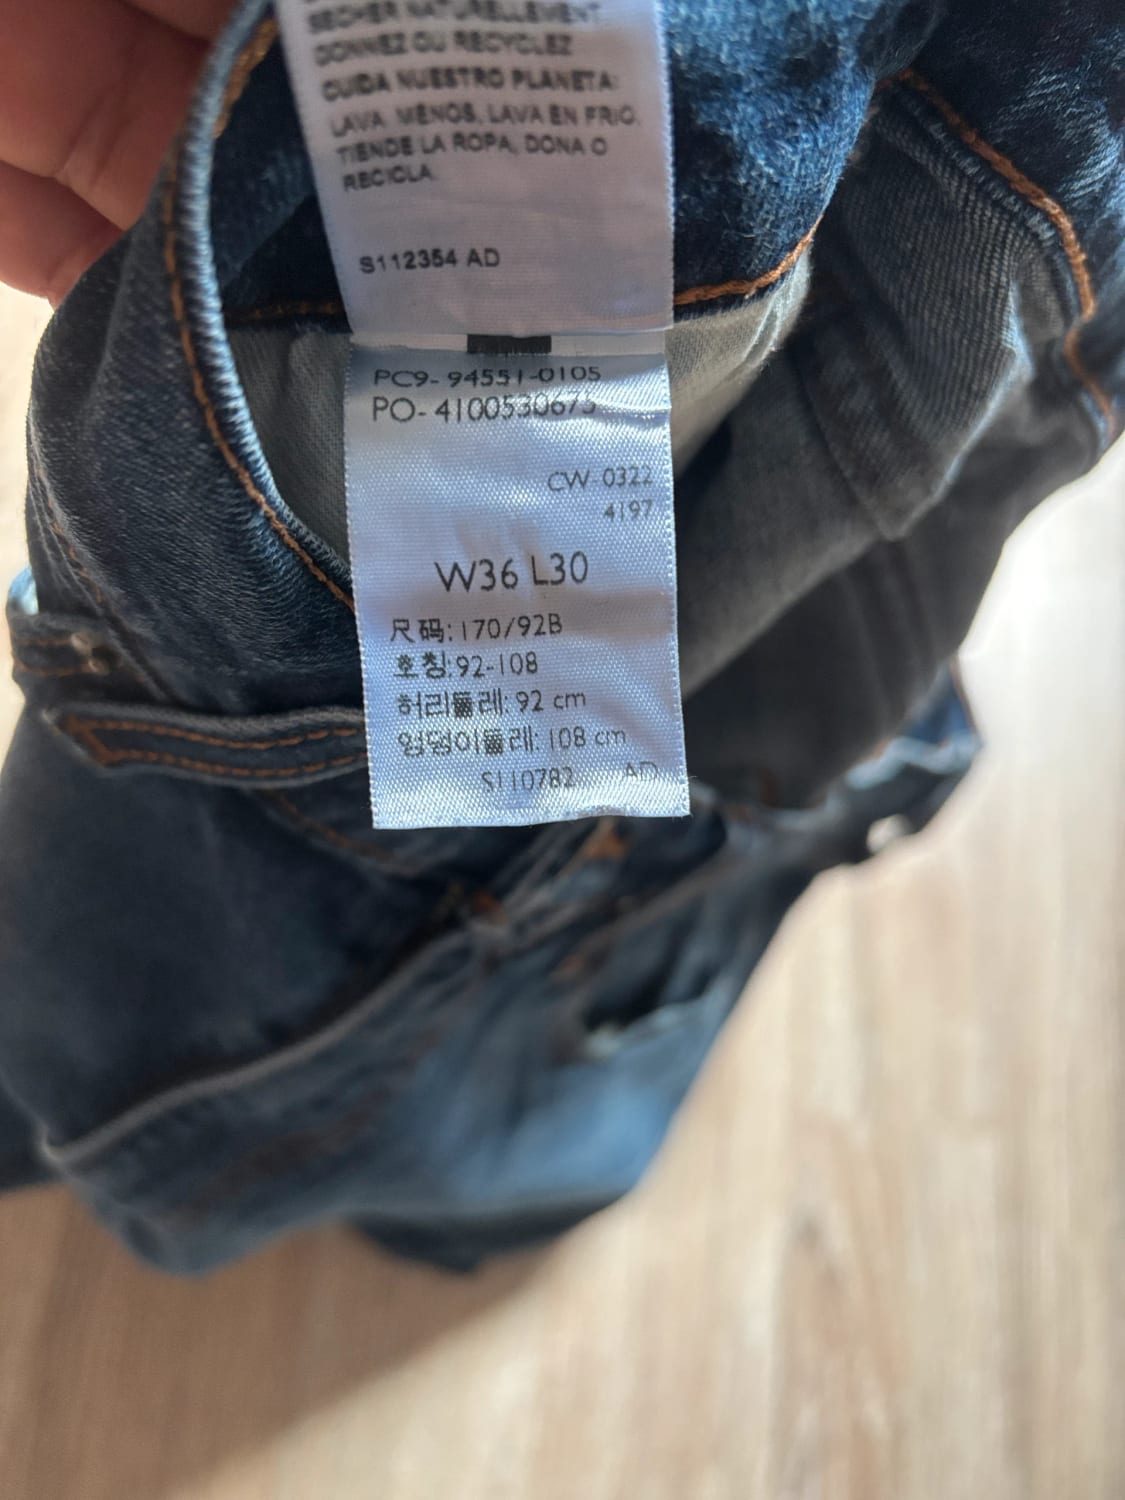 SECHER NATURELLEMENT
DONNEZ OU RECYCLEZ
CUIDA NUESTRO PLANETA:
LAVA MENOS, LAVA EN FRIO,
TIENDE LA ROPA, DONA O
RECICLA.
S112354 AD
PC9- 94551-0105
PO- 4100530675
CW- 0322
4197
W36 L30
尺码: 170/92B
호칭: 92-108
허리둘레: 92 cm
엉덩이둘레: 108 cm
S110782 AD